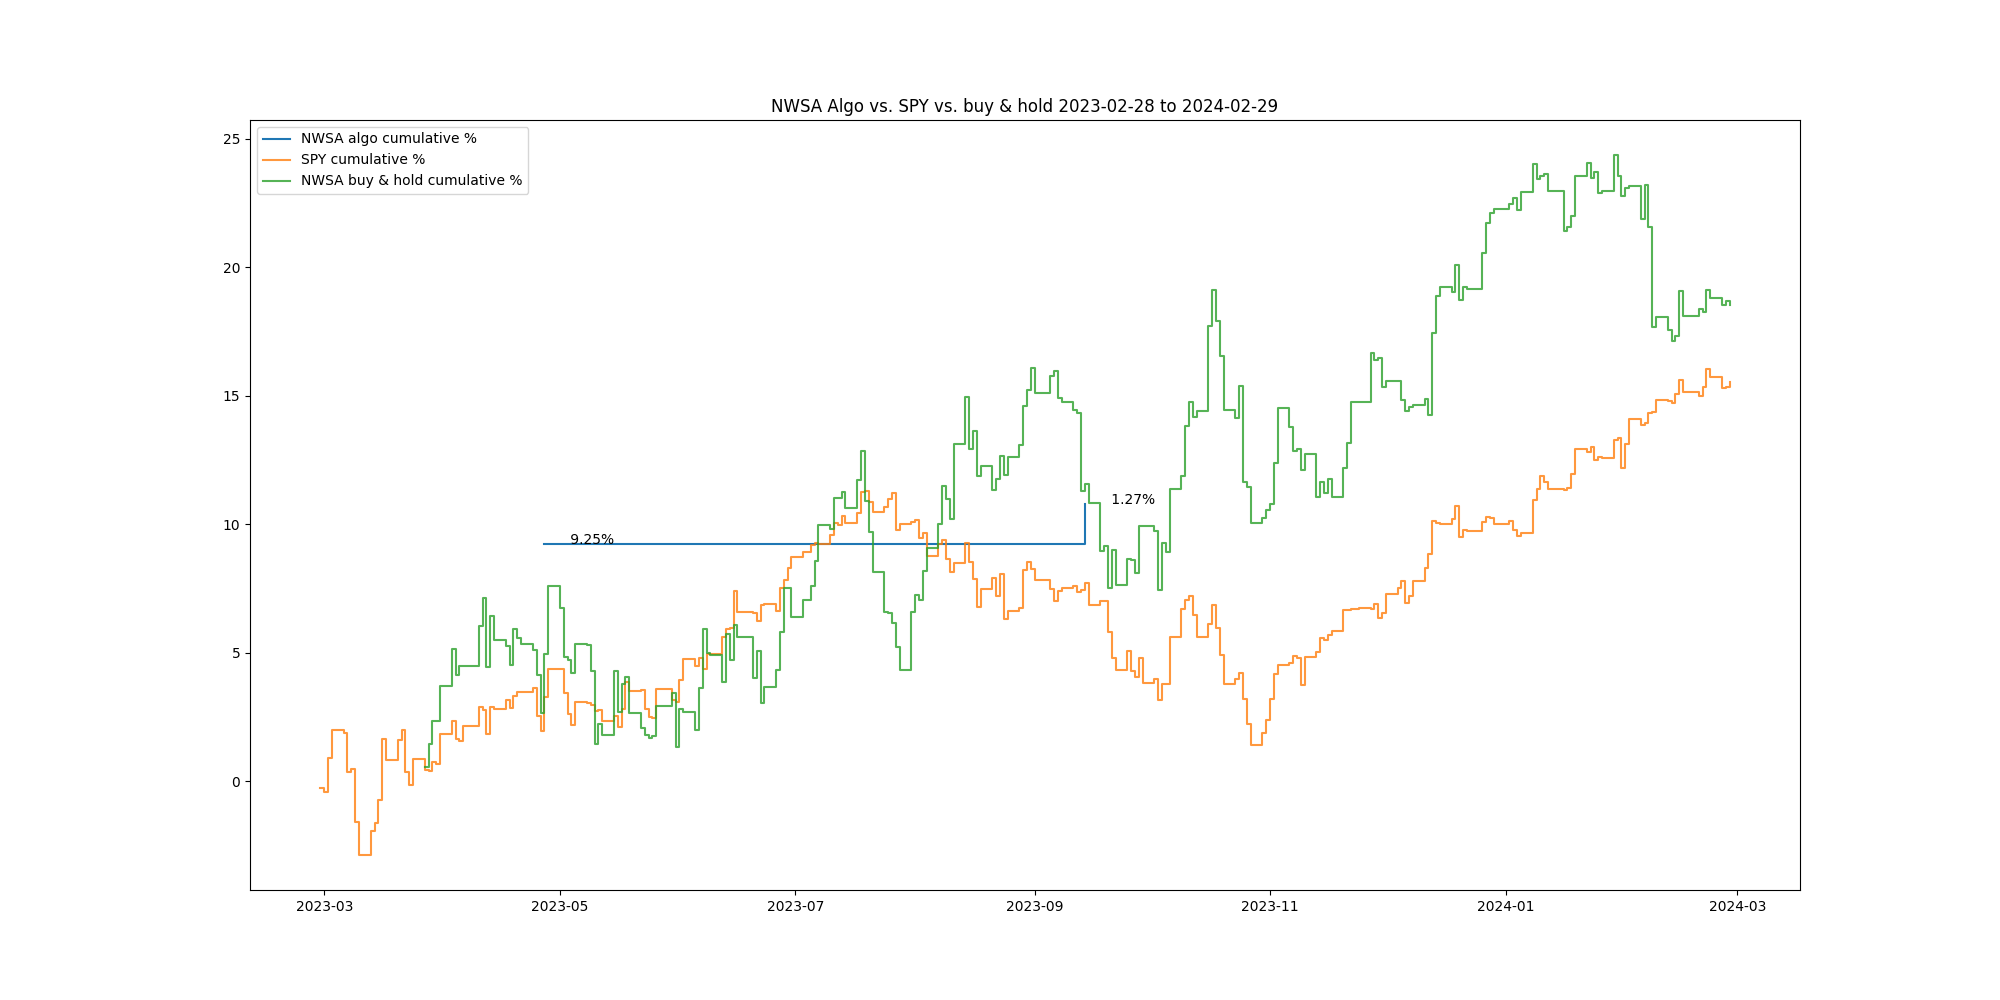 NWSA Algo vs. SPY vs. buy & hold 2023-02-28 to 2024-02-29
NWSA algo cumulative %
SPY cumulative %
NWSA buy & hold cumulative %
25
20
15
10
5
0
9.25%
1.27%
2023-03 2023-05 2023-07 2023-09 2023-11 2024-01 2024-03